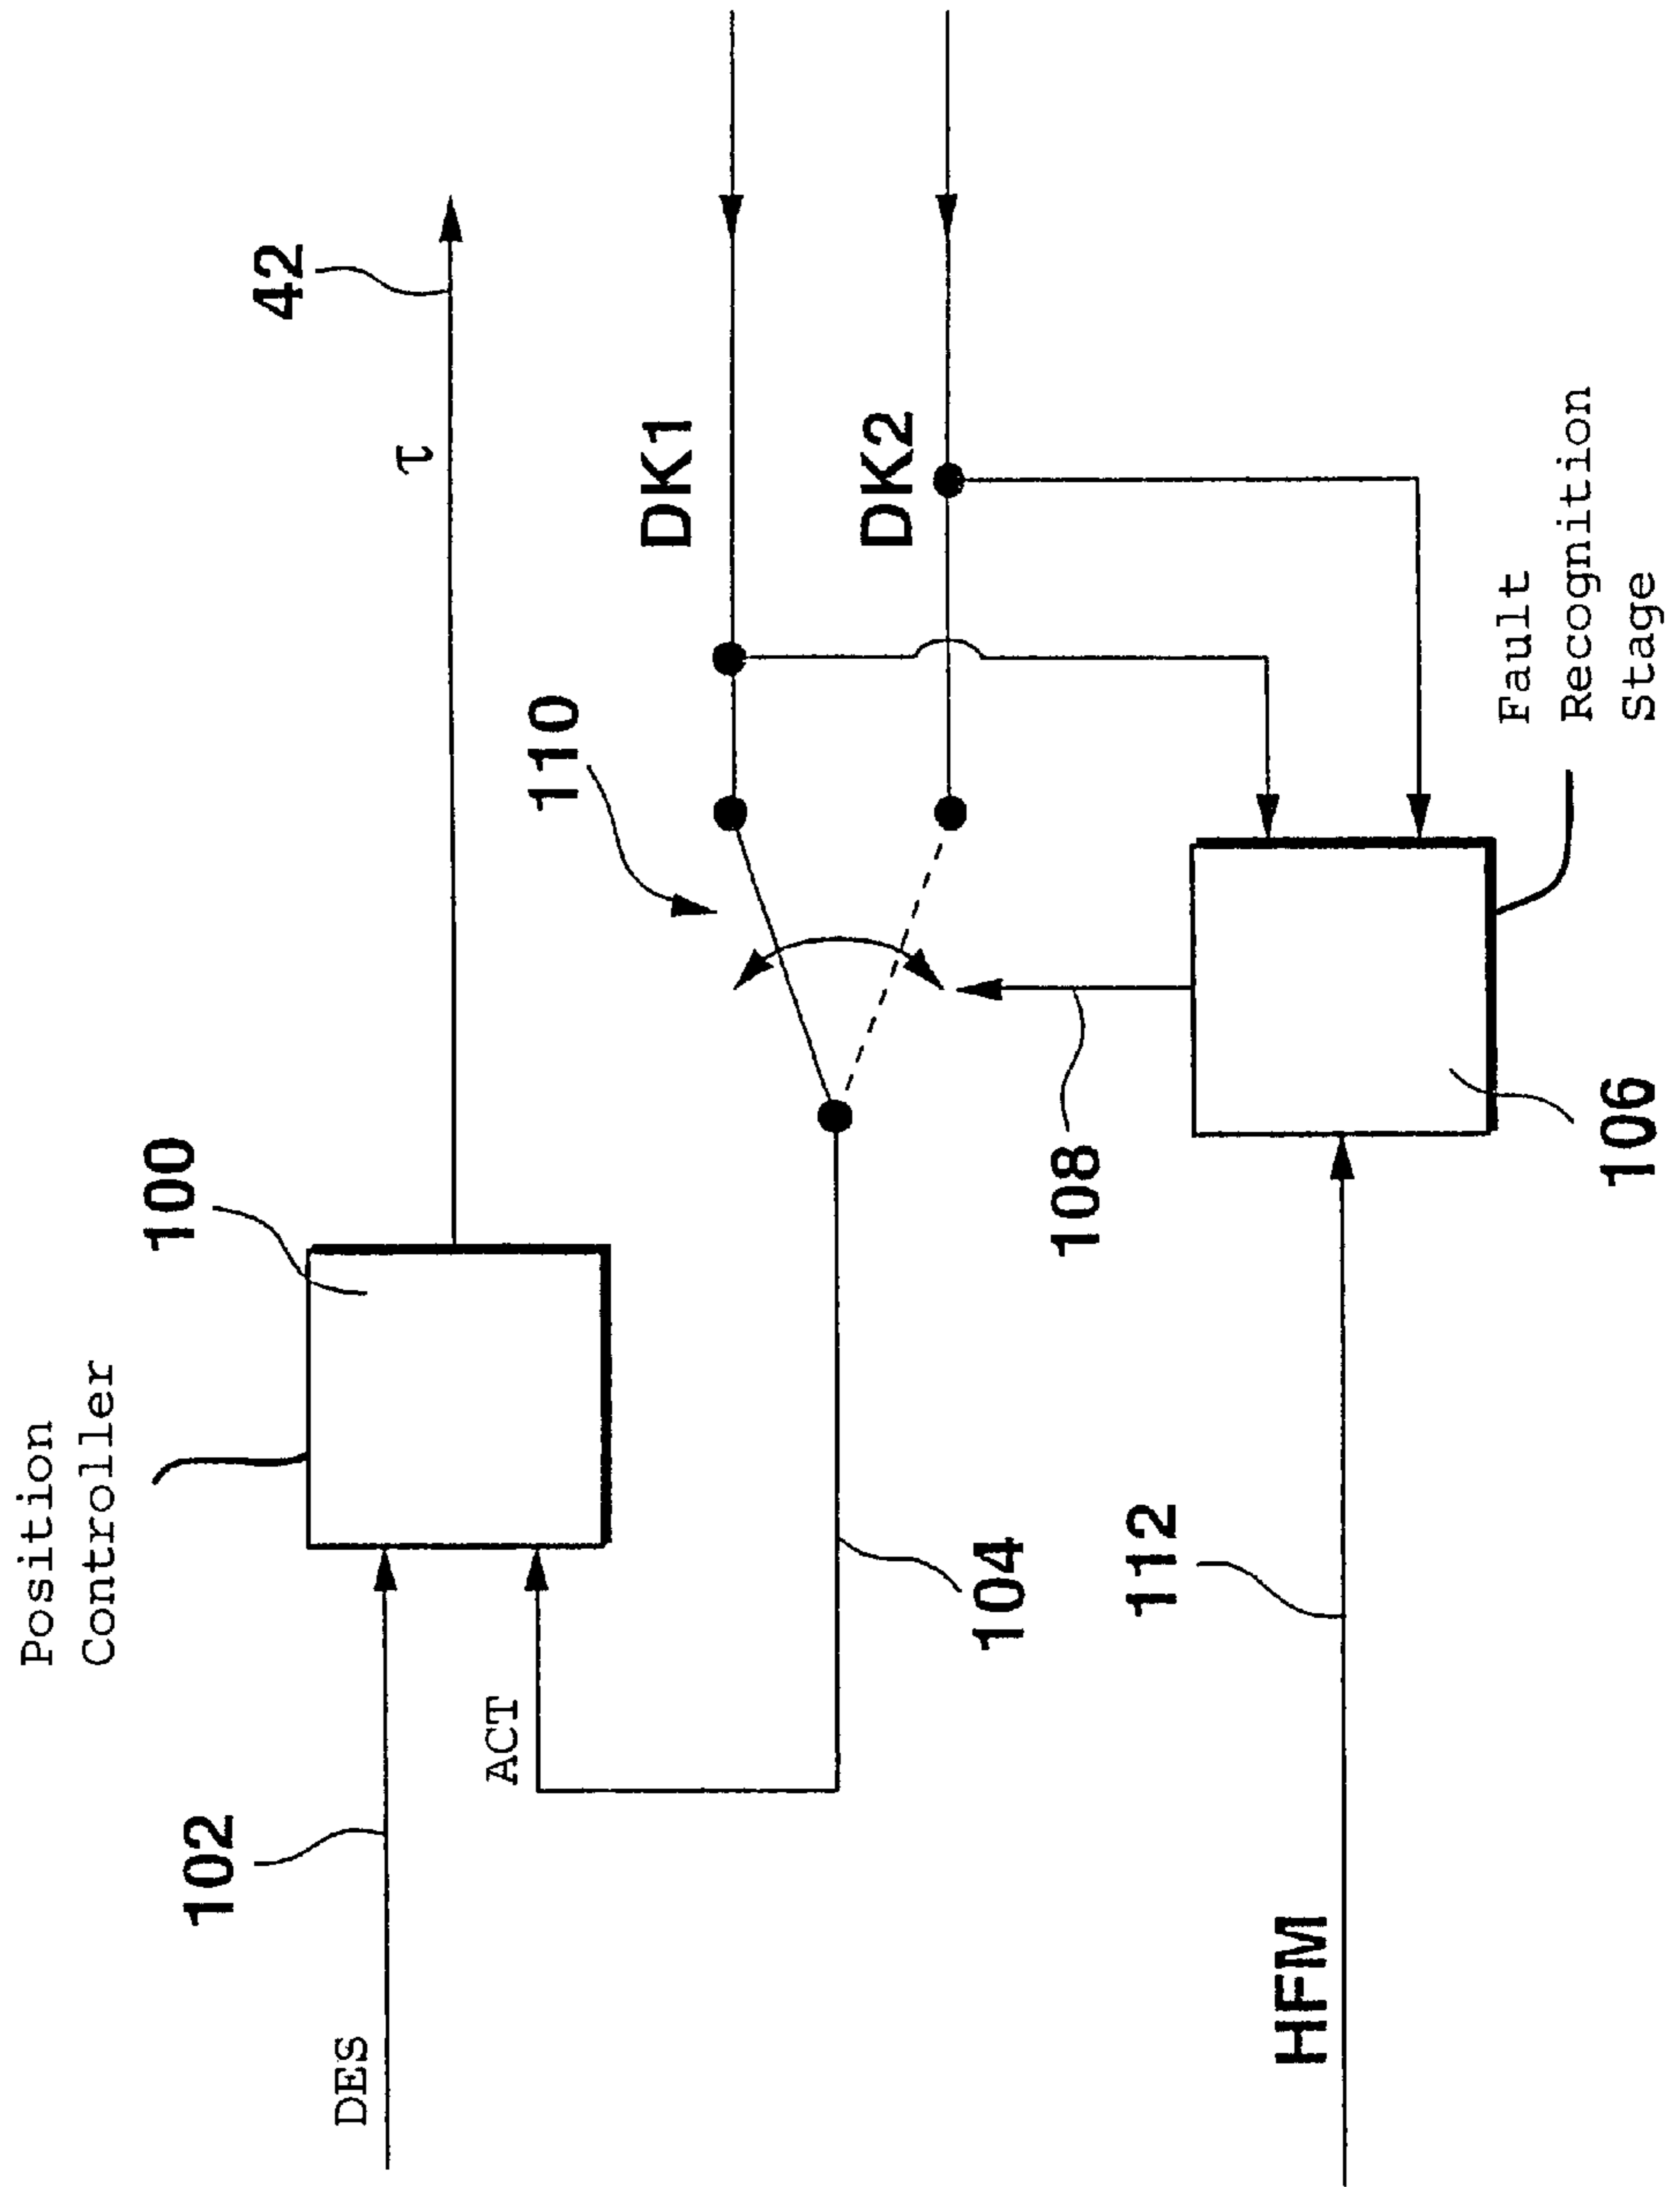 Position
Controller
100
42
102
τ
DES
ACT
110
DK1
DK2
104
108
112
HFM
106
Fault
Recognition
Stage